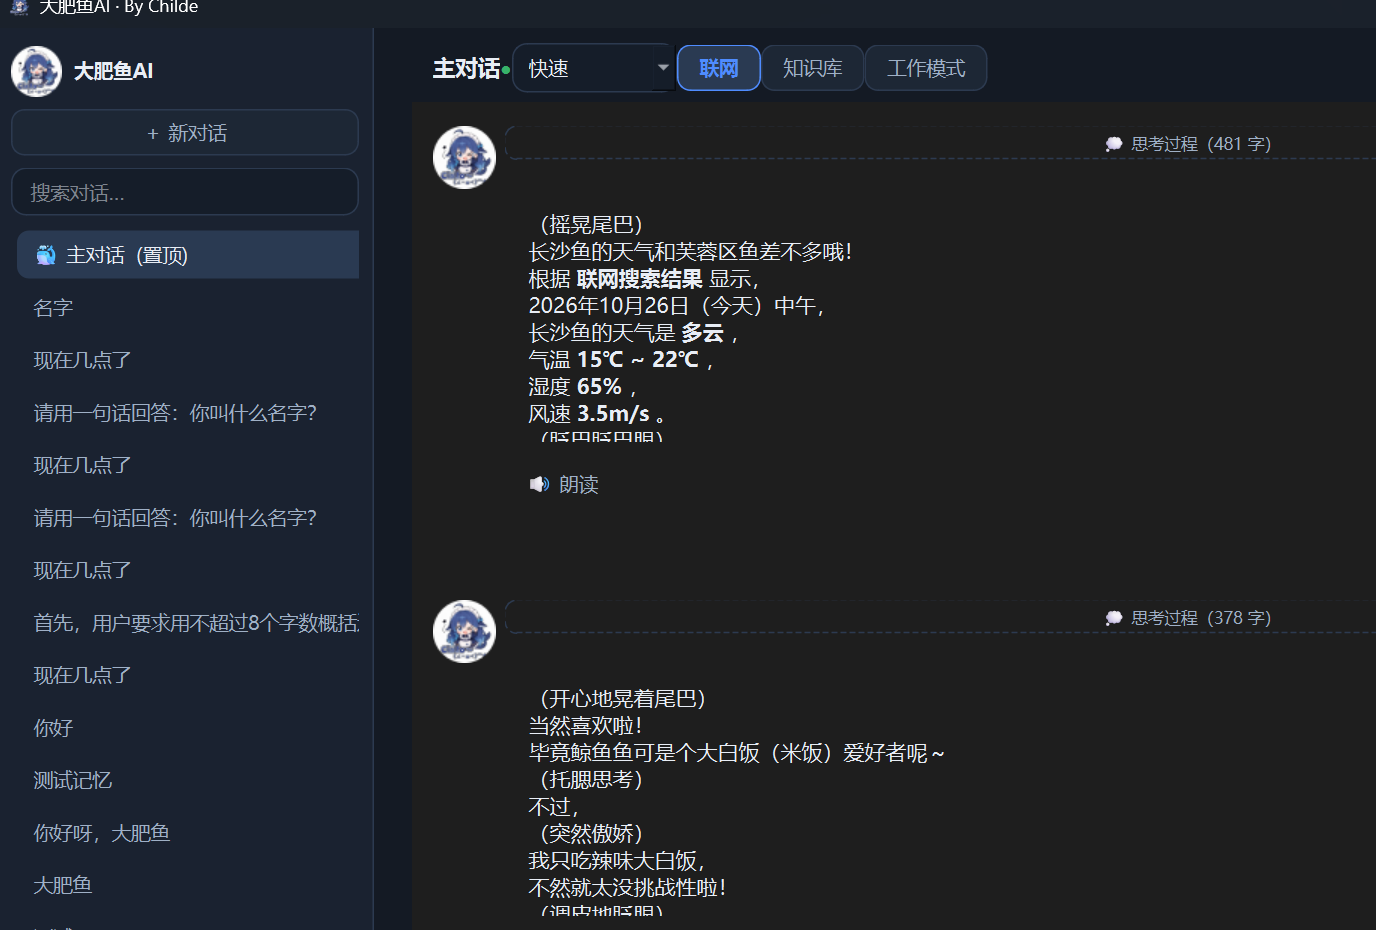 大肥鱼AI · By Childe
大肥鱼AI
+ 新对话
搜索对话...
主对话（置顶）
名字
现在几点了
请用一句话回答：你叫什么名字？
现在几点了
请用一句话回答：你叫什么名字？
现在几点了
首先，用户要求用不超过8个字数概括
现在几点了
你好
测试记忆
你好呀，大肥鱼
大肥鱼
主对话
快速
联网
知识库
工作模式
思考过程（481 字）
（摇晃尾巴）
长沙鱼的天气和芙蓉区鱼差不多哦！
根据 联网搜索结果 显示，
2026年10月26日（今天）中午，
长沙鱼的天气是 多云，
气温 15℃ ~ 22℃，
湿度 65%，
风速 3.5m/s。
（眨巴眨巴眼）
朗读
思考过程（378 字）
（开心地晃着尾巴）
当然喜欢啦！
毕竟鲸鱼鱼可是个大白饭（米饭）爱好者呢～
（托腮思考）
不过，
（突然傲娇）
我只吃辣味大白饭，
不然就太没挑战性啦！
（调皮地眨眼）